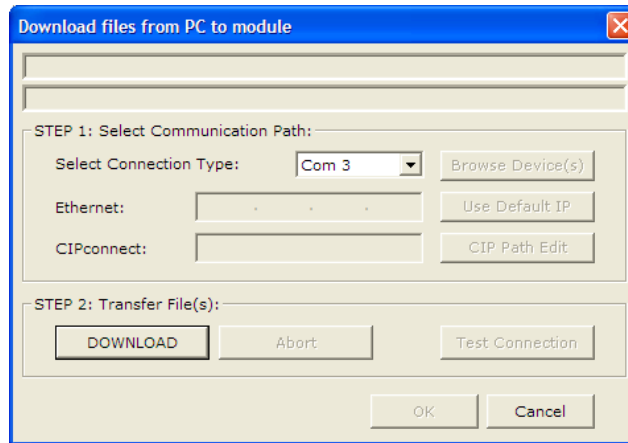 Download files from PC to module
STEP 1: Select Communication Path:
Select Connection Type: Com 3 Browse Device(s)
Ethernet: . . . Use Default IP
CIPconnect: CIP Path Edit
STEP 2: Transfer File(s):
DOWNLOAD Abort Test Connection
OK Cancel